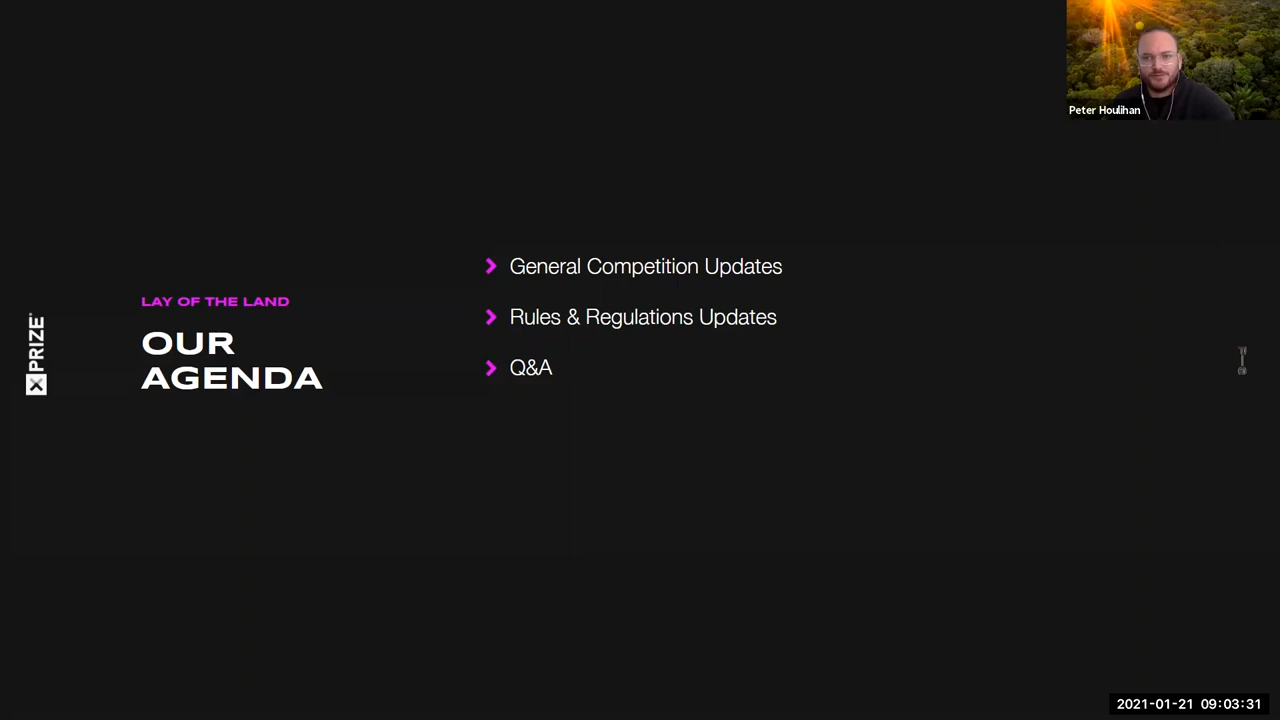 Peter Houlihan
LAY OF THE LAND
OUR
AGENDA
General Competition Updates
Rules & Regulations Updates
Q&A
XPRIZE
2021-01-21 09:03:31